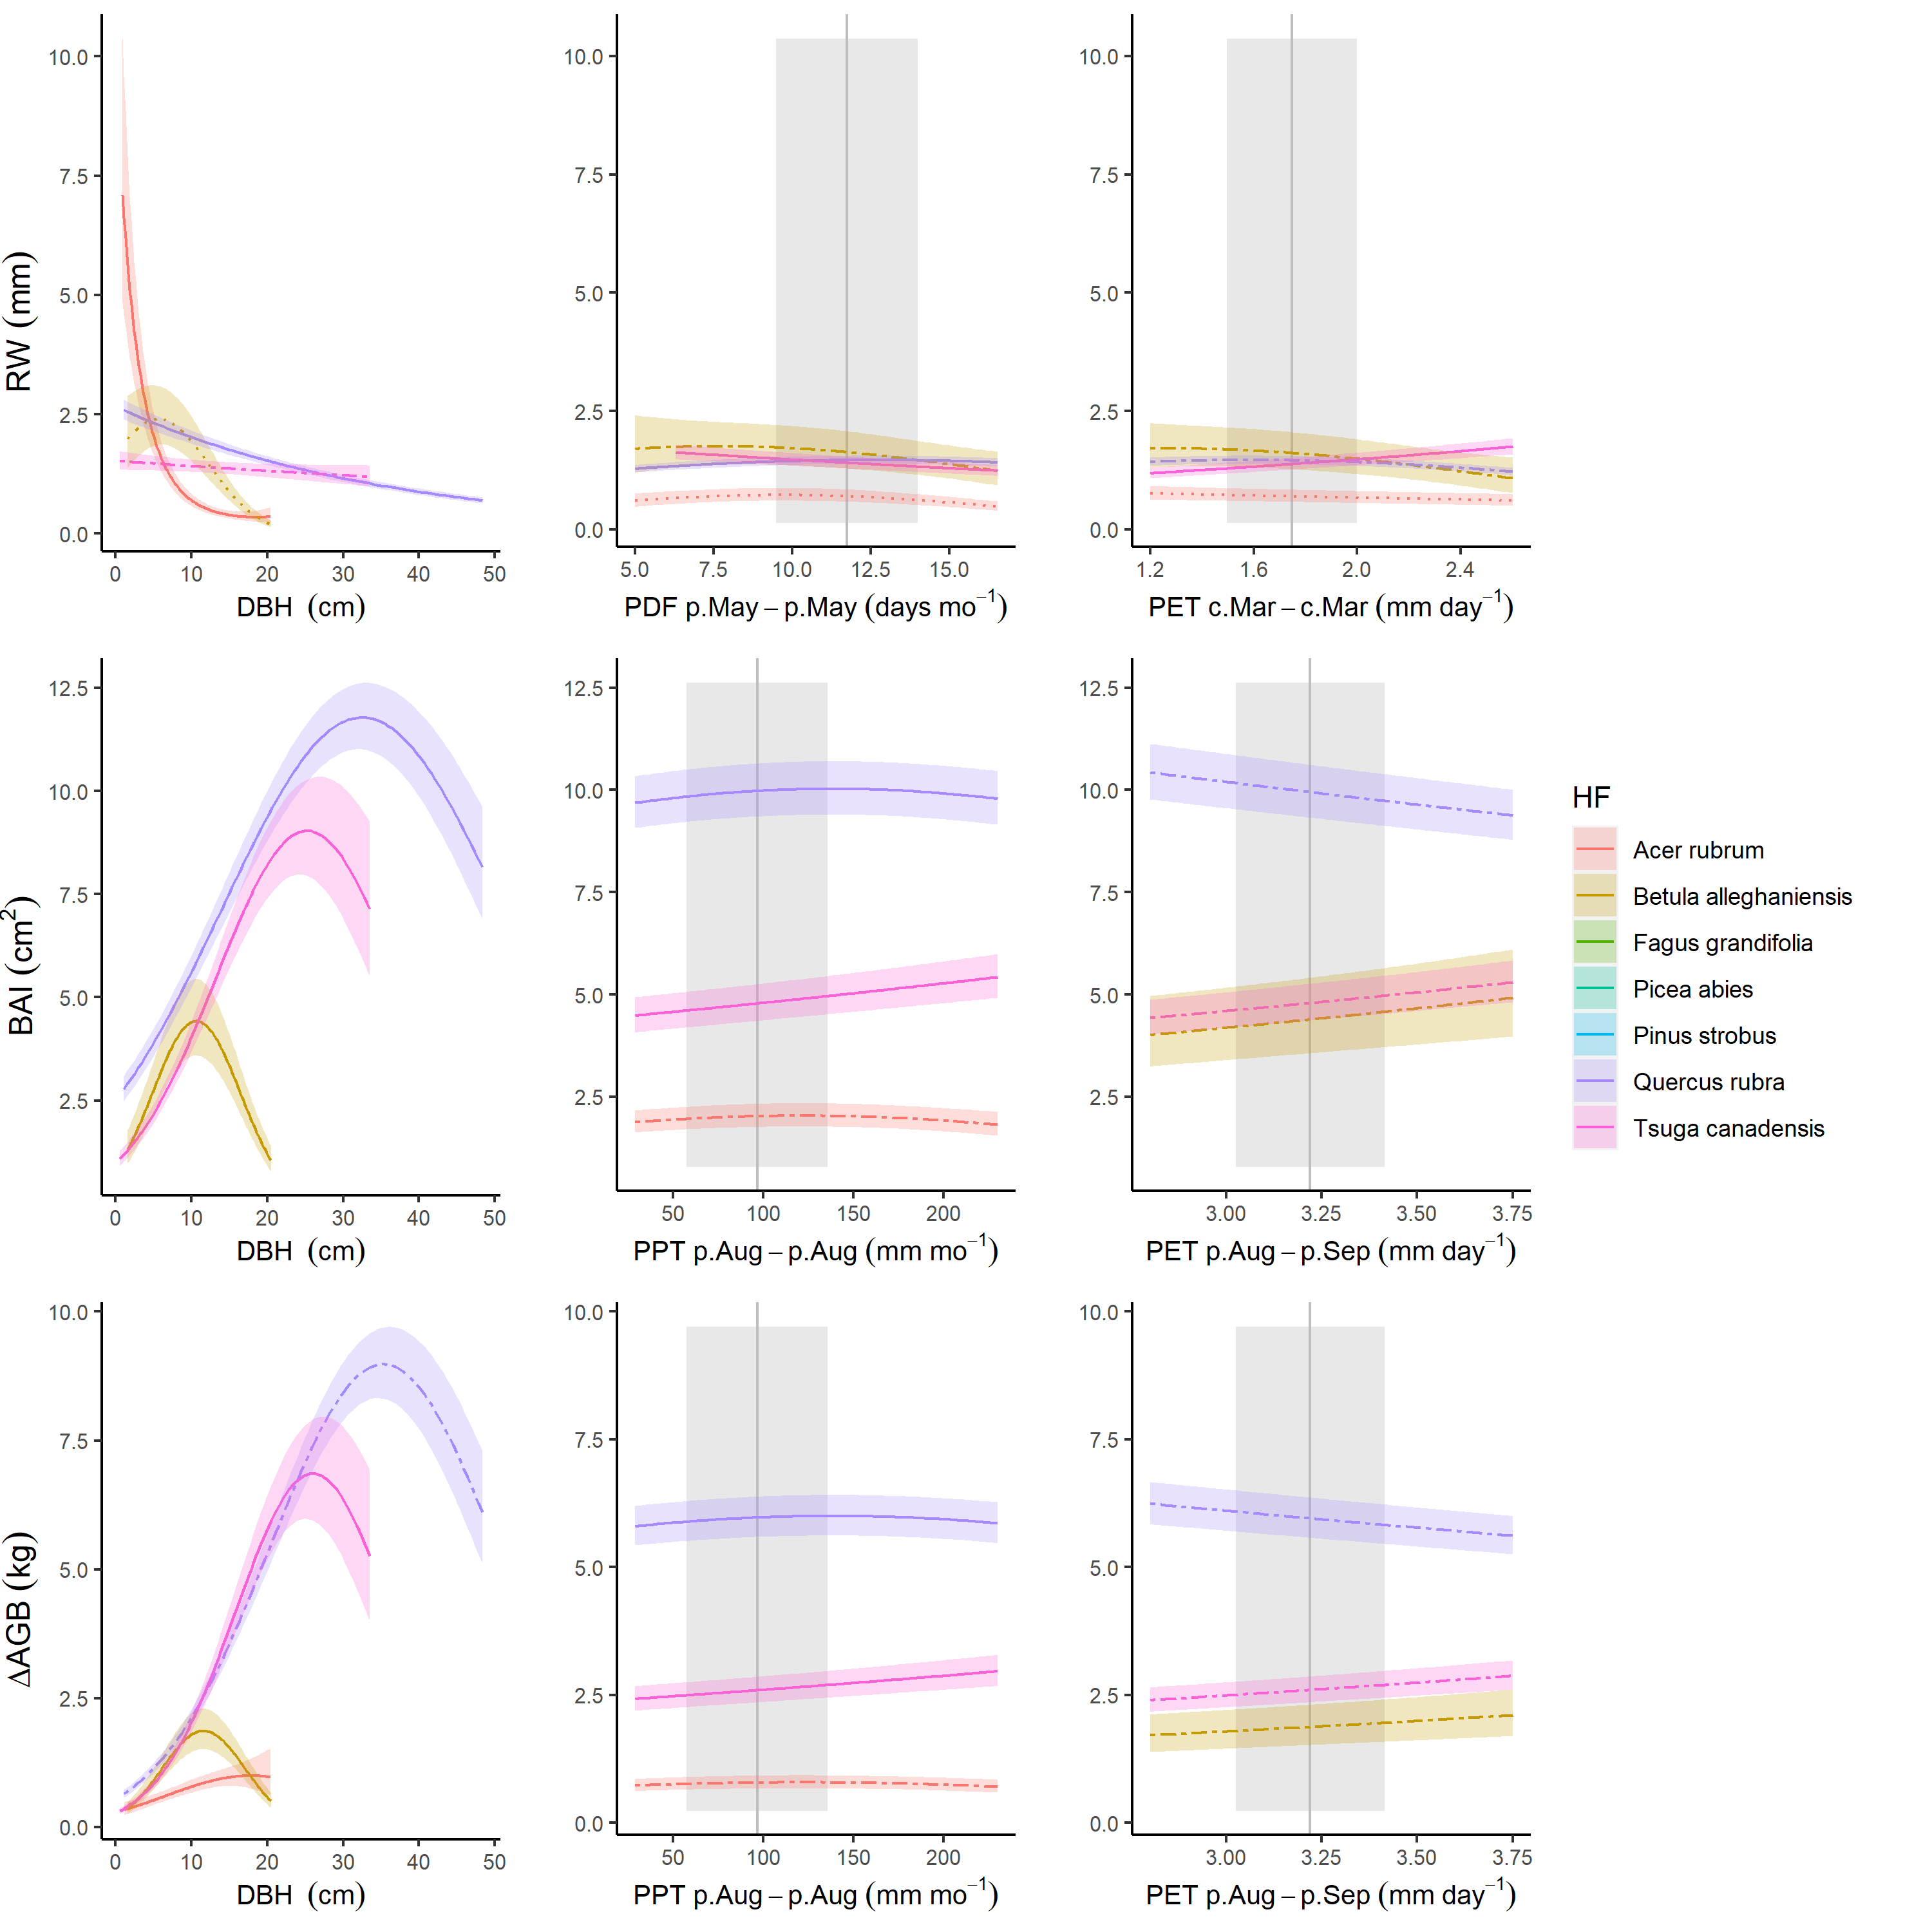 RW (mm)
10.0
7.5
5.0
2.5
0.0
0 10 20 30 40 50
DBH (cm)
10.0
7.5
5.0
2.5
0.0
5.0 7.5 10.0 12.5 15.0
PDF p.May – p.May (days mo⁻¹)
10.0
7.5
5.0
2.5
0.0
1.2 1.6 2.0 2.4
PET c.Mar – c.Mar (mm day⁻¹)
BAI (cm²)
12.5
10.0
7.5
5.0
2.5
0 10 20 30 40 50
DBH (cm)
12.5
10.0
7.5
5.0
2.5
50 100 150 200
PPT p.Aug – p.Aug (mm mo⁻¹)
12.5
10.0
7.5
5.0
2.5
3.00 3.25 3.50 3.75
PET p.Aug – p.Sep (mm day⁻¹)
HF
Acer rubrum
Betula alleghaniensis
Fagus grandifolia
Picea abies
Pinus strobus
Quercus rubra
Tsuga canadensis
ΔAGB (kg)
10.0
7.5
5.0
2.5
0.0
0 10 20 30 40 50
DBH (cm)
10.0
7.5
5.0
2.5
0.0
50 100 150 200
PPT p.Aug – p.Aug (mm mo⁻¹)
10.0
7.5
5.0
2.5
0.0
3.00 3.25 3.50 3.75
PET p.Aug – p.Sep (mm day⁻¹)